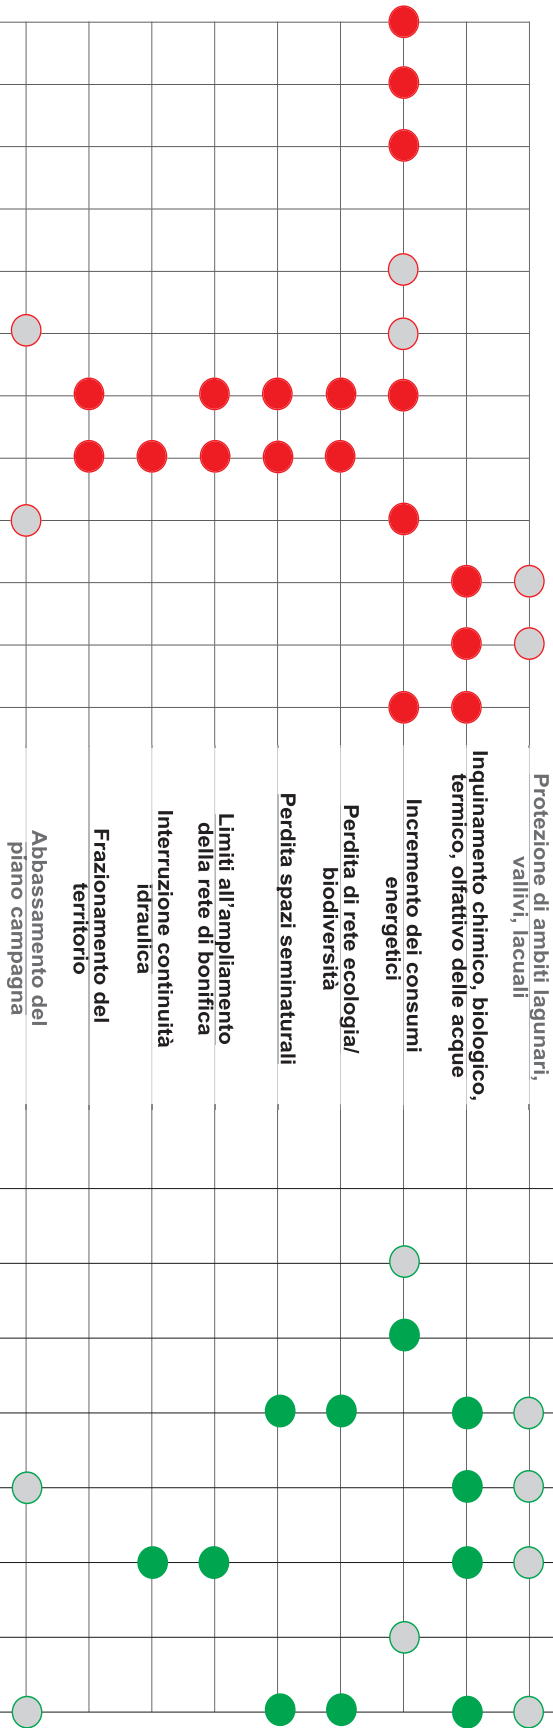 Protezione di ambiti lagunari,
vallivi, lacuali
Inquinamento chimico, biologico,
termico, olfattivo delle acque
Incremento dei consumi
energetici
Perdita di rete ecologia/
biodiversità
Perdita spazi seminaturali
Limiti all'ampliamento
della rete di bonifica
Interruzione continuità
idraulica
Frazionamento del
territorio
Abbassamento del
piano campagna